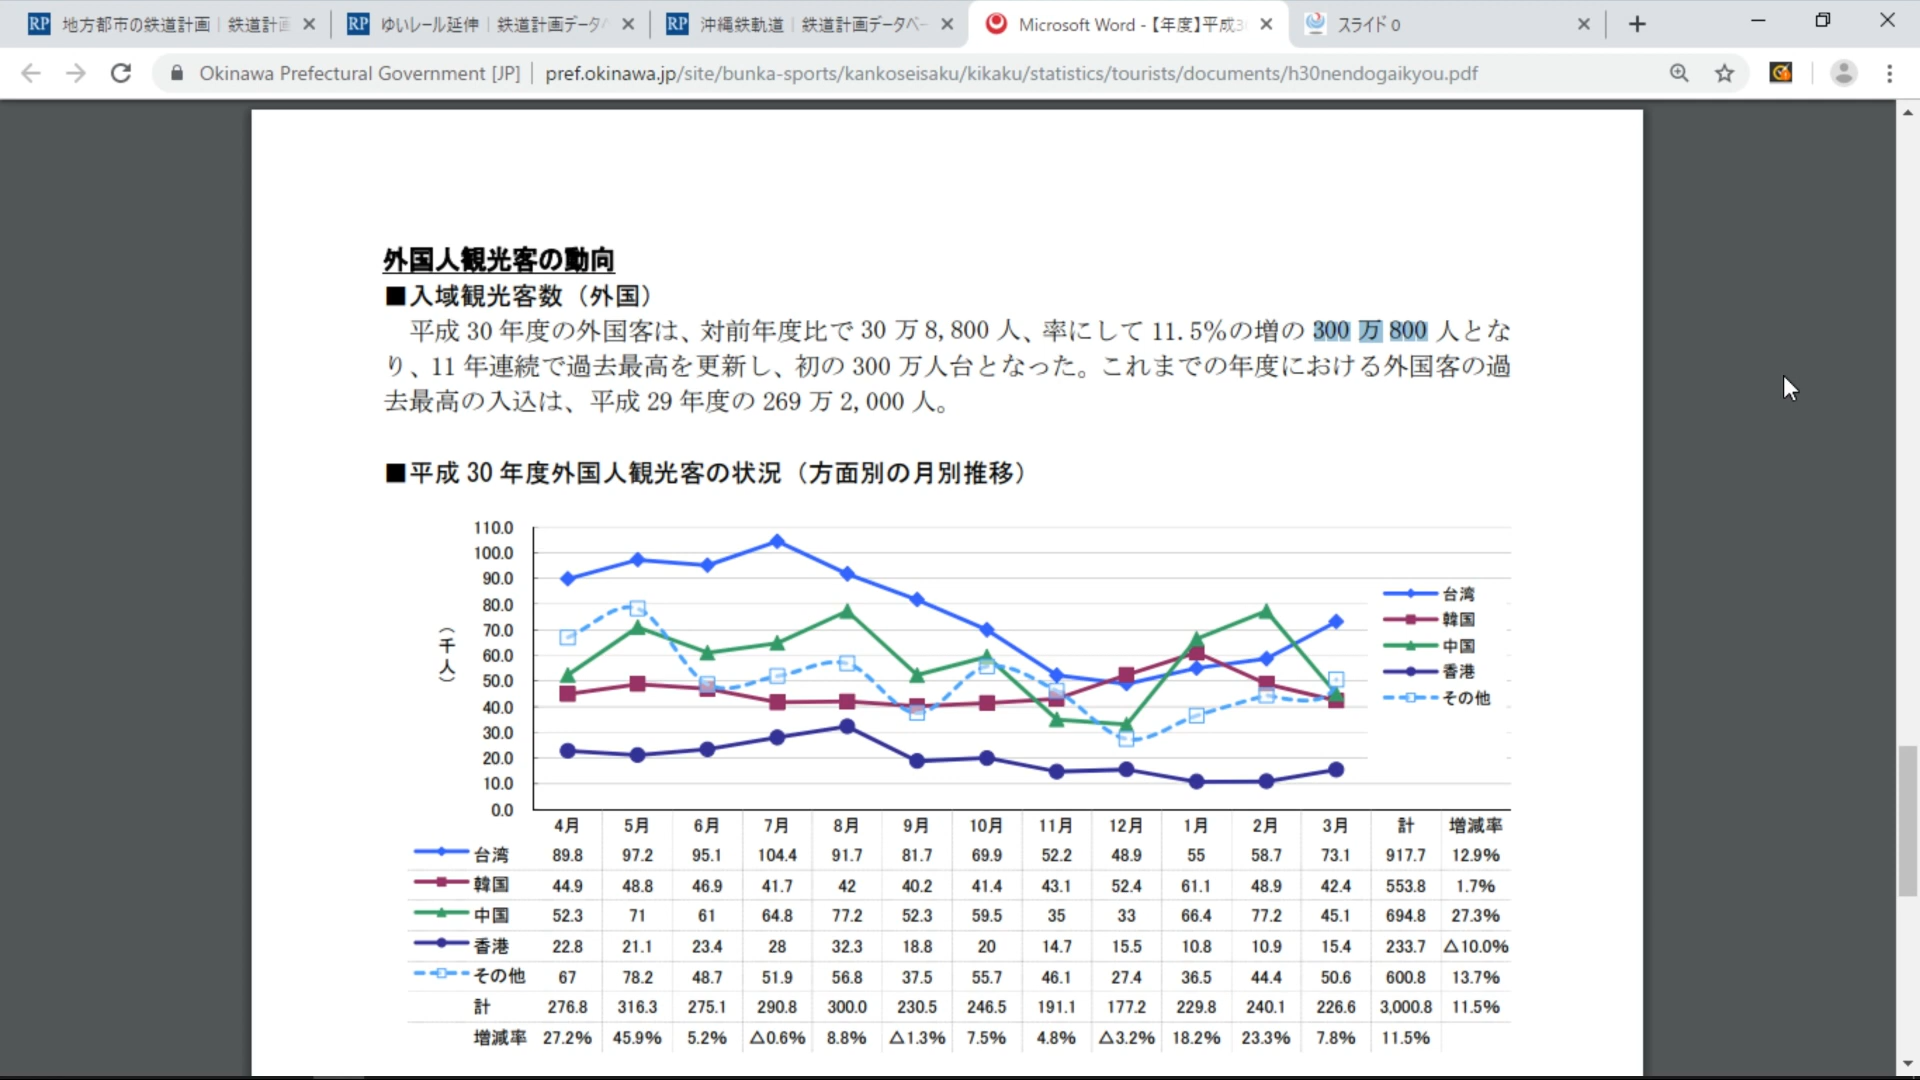 地方都市の鉄道計画｜鉄道計画
ゆいレール延伸｜鉄道計画データベ
沖縄鉄軌道｜鉄道計画データベー
Microsoft Word - 【年度】平成3
スライド 0
Okinawa Prefectural Government [JP] | pref.okinawa.jp/site/bunka-sports/kankoseisaku/kikaku/statistics/tourists/documents/h30nendogaikyou.pdf
外国人観光客の動向
■入域観光客数（外国）
平成 30 年度の外国客は、対前年度比で 30 万 8,800 人、率にして 11.5%の増の 300 万 800 人とな
り、11 年連続で過去最高を更新し、初の 300 万人台となった。これまでの年度における外国客の過
去最高の入込は、平成 29 年度の 269 万 2,000 人。
■平成 30 年度外国人観光客の状況（方面別の月別推移）
（千人）
110.0
100.0
90.0
80.0
70.0
60.0
50.0
40.0
30.0
20.0
10.0
0.0
台湾
韓国
中国
香港
その他
4月 5月 6月 7月 8月 9月 10月 11月 12月 1月 2月 3月 計 増減率
台湾 89.8 97.2 95.1 104.4 91.7 81.7 69.9 52.2 48.9 55 58.7 73.1 917.7 12.9%
韓国 44.9 48.8 46.9 41.7 42 40.2 41.4 43.1 52.4 61.1 48.9 42.4 553.8 1.7%
中国 52.3 71 61 64.8 77.2 52.3 59.5 35 33 66.4 77.2 45.1 694.8 27.3%
香港 22.8 21.1 23.4 28 32.3 18.8 20 14.7 15.5 10.8 10.9 15.4 233.7 △10.0%
その他 67 78.2 48.7 51.9 56.8 37.5 55.7 46.1 27.4 36.5 44.4 50.6 600.8 13.7%
計 276.8 316.3 275.1 290.8 300.0 230.5 246.5 191.1 177.2 229.8 240.1 226.6 3,000.8 11.5%
増減率 27.2% 45.9% 5.2% △0.6% 8.8% △1.3% 7.5% 4.8% △3.2% 18.2% 23.3% 7.8% 11.5%